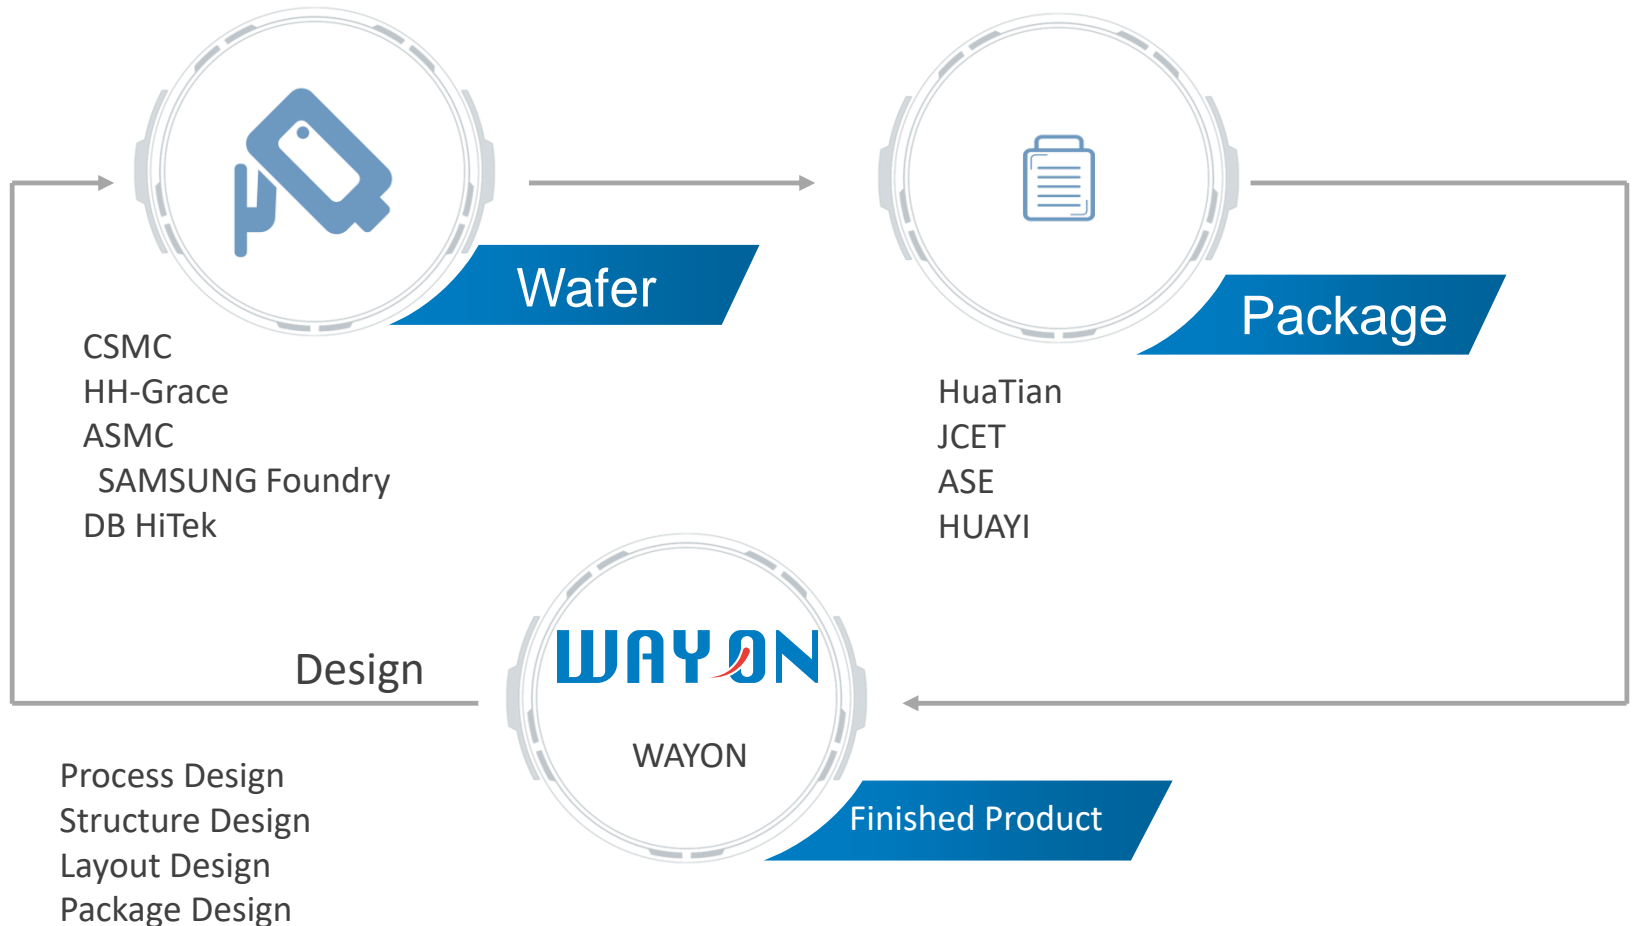 Wafer
CSMC
HH-Grace
ASMC
SAMSUNG Foundry
DB HiTek
Package
HuaTian
JCET
ASE
HUAYI
Design
Process Design
Structure Design
Layout Design
Package Design
WAYON
WAYON
Finished Product